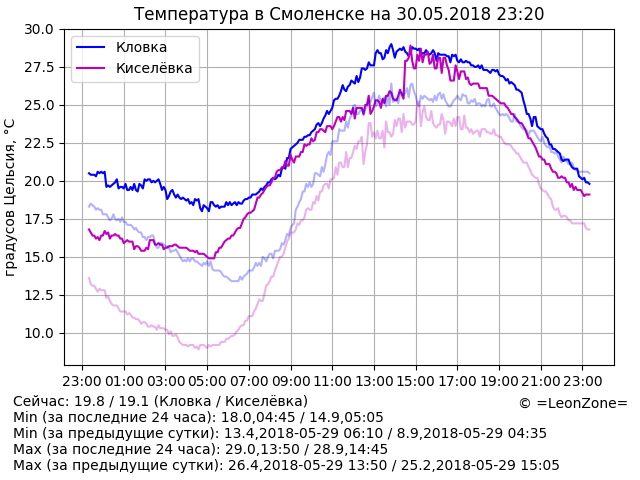 Температура в Смоленске на 30.05.2018 23:20
градусов Цельсия, °C
30.0
27.5
25.0
22.5
20.0
17.5
15.0
12.5
10.0
Кловка
Киселёвка
23:00 01:00 03:00 05:00 07:00 09:00 11:00 13:00 15:00 17:00 19:00 21:00 23:00
Сейчас: 19.8 / 19.1 (Кловка / Киселёвка)
© =LeonZone=
Min (за последние 24 часа): 18.0,04:45 / 14.9,05:05
Min (за предыдущие сутки): 13.4,2018-05-29 06:10 / 8.9,2018-05-29 04:35
Max (за последние 24 часа): 29.0,13:50 / 28.9,14:45
Max (за предыдущие сутки): 26.4,2018-05-29 13:50 / 25.2,2018-05-29 15:05